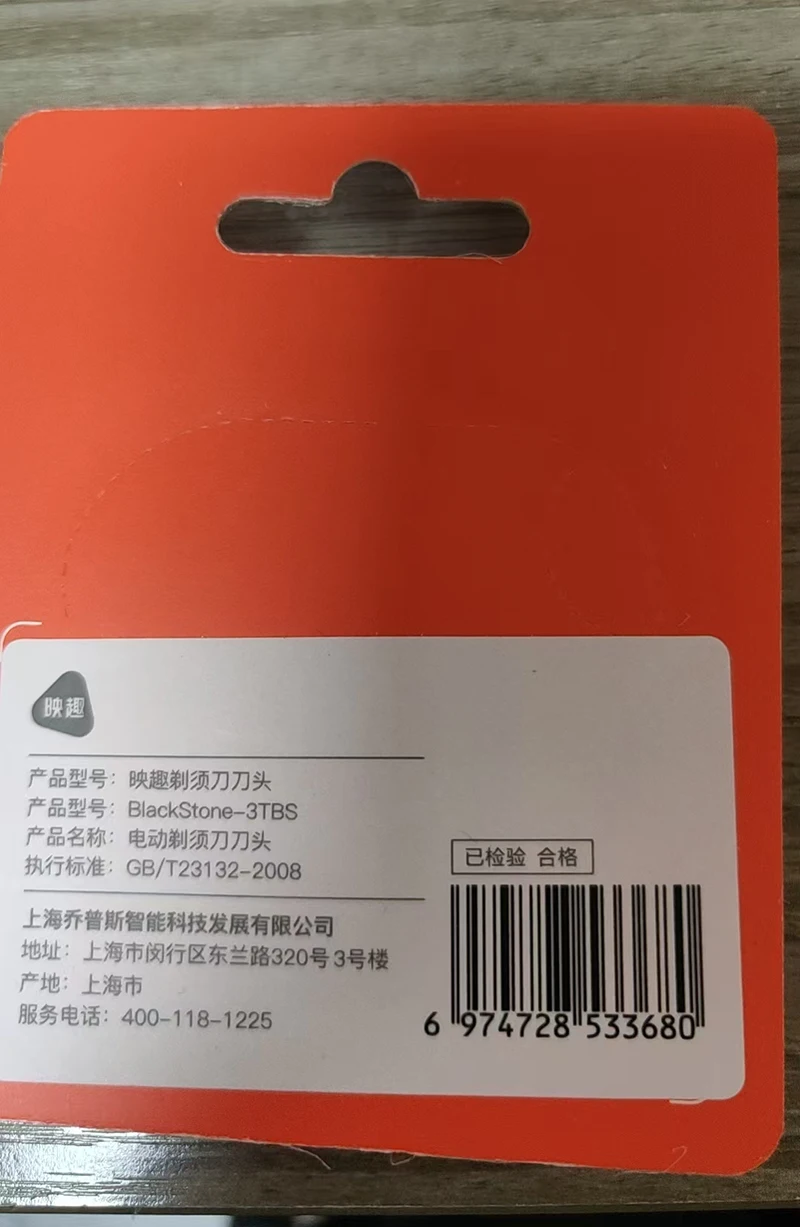 映趣
产品型号：映趣剃须刀刀头
产品型号：BlackStone-3TBS
产品名称：电动剃须刀刀头
执行标准：GB/T23132-2008
已检验 合格
上海乔普斯智能科技发展有限公司
地址：上海市闵行区东兰路320号3号楼
产地：上海市
服务电话：400-118-1225
6 974728 533680